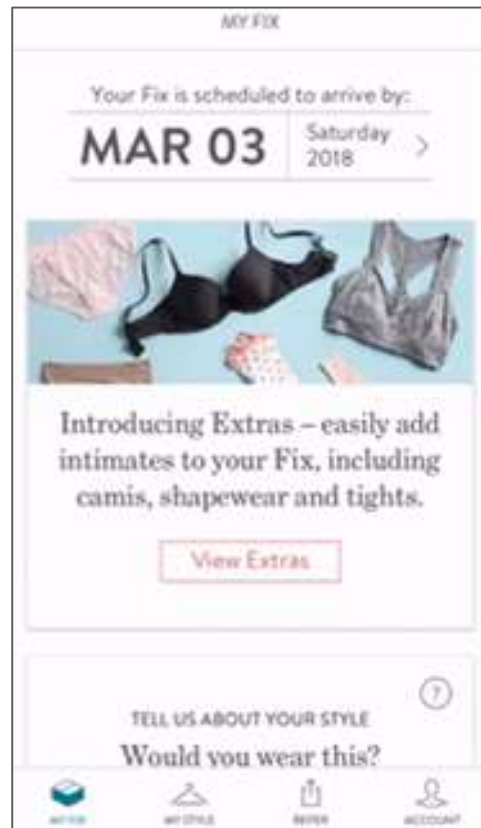 MY FIX
Your Fix is scheduled to arrive by:
MAR 03
Saturday
2018
Introducing Extras – easily add
intimates to your Fix, including
camis, shapewear and tights.
View Extras
?
TELL US ABOUT YOUR STYLE
Would you wear this?
MY FIX
MY STYLE
REFER
ACCOUNT